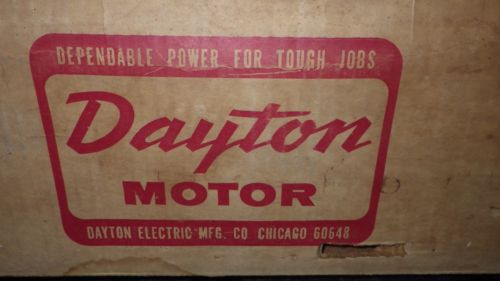 DEPENDABLE POWER FOR TOUGH JOBS
Dayton
MOTOR
DAYTON ELECTRIC MFG. CO CHICAGO 60648